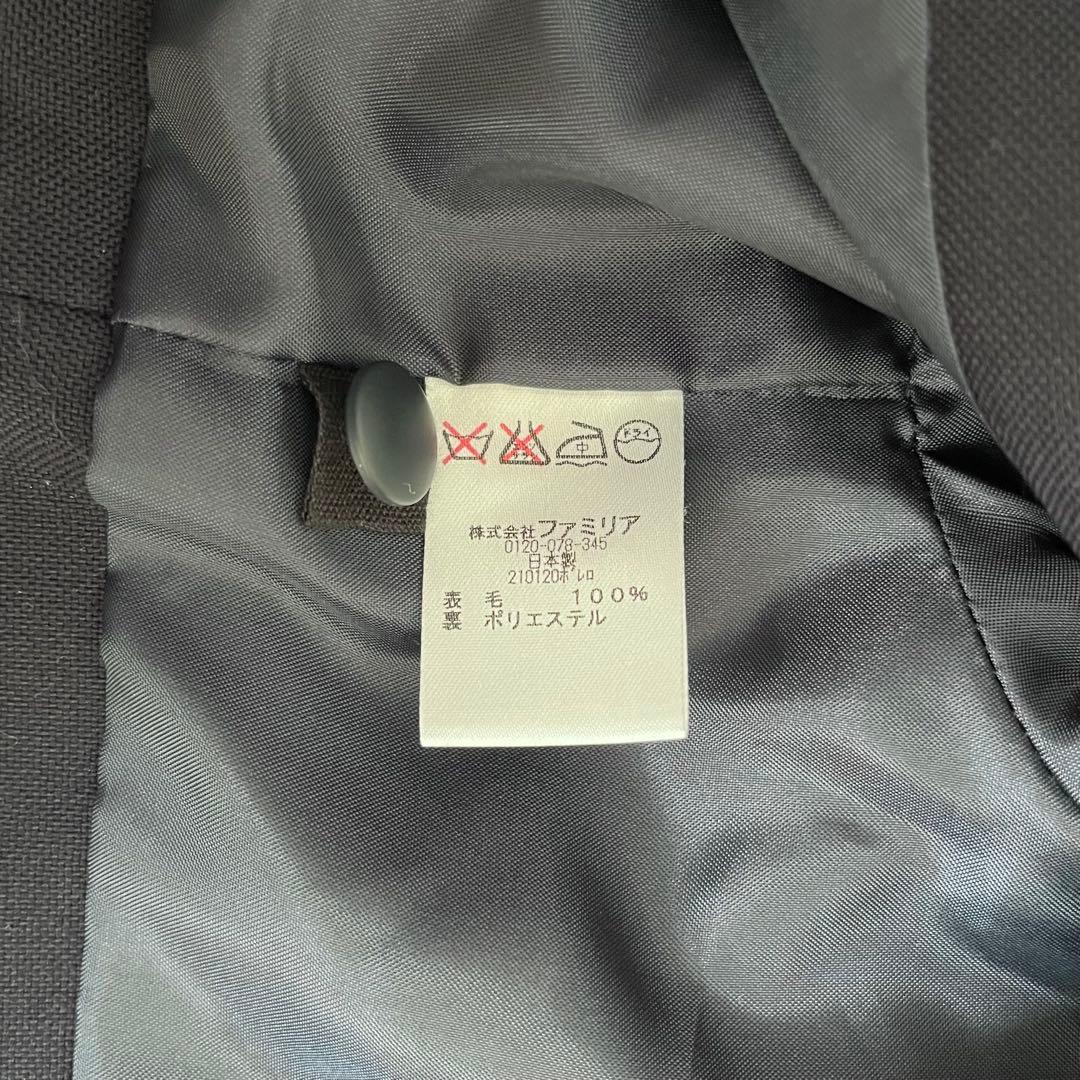 中 ドライ
株式会社ファミリア
0120-078-345
日本製
210120ボレロ
表 毛 100%
裏 ポリエステル